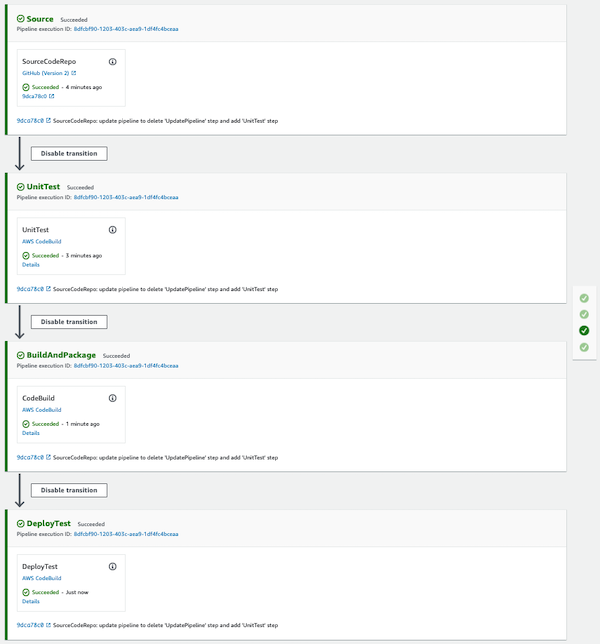 Source Succeeded
Pipeline execution ID: 8dfcbf90-1203-403c-aea9-1df4fc4bceaa
SourceCodeRepo
GitHub (Version 2)
Succeeded - 4 minutes ago
9dca78c0
9dca78c0 SourceCodeRepo: update pipeline to delete 'UpdatePipeline' step and add 'UnitTest' step
Disable transition
UnitTest Succeeded
Pipeline execution ID: 8dfcbf90-1203-403c-aea9-1df4fc4bceaa
UnitTest
AWS CodeBuild
Succeeded - 3 minutes ago
Details
9dca78c0 SourceCodeRepo: update pipeline to delete 'UpdatePipeline' step and add 'UnitTest' step
Disable transition
BuildAndPackage Succeeded
Pipeline execution ID: 8dfcbf90-1203-403c-aea9-1df4fc4bceaa
CodeBuild
AWS CodeBuild
Succeeded - 1 minute ago
Details
9dca78c0 SourceCodeRepo: update pipeline to delete 'UpdatePipeline' step and add 'UnitTest' step
Disable transition
DeployTest Succeeded
Pipeline execution ID: 8dfcbf90-1203-403c-aea9-1df4fc4bceaa
DeployTest
AWS CodeBuild
Succeeded - Just now
Details
9dca78c0 SourceCodeRepo: update pipeline to delete 'UpdatePipeline' step and add 'UnitTest' step